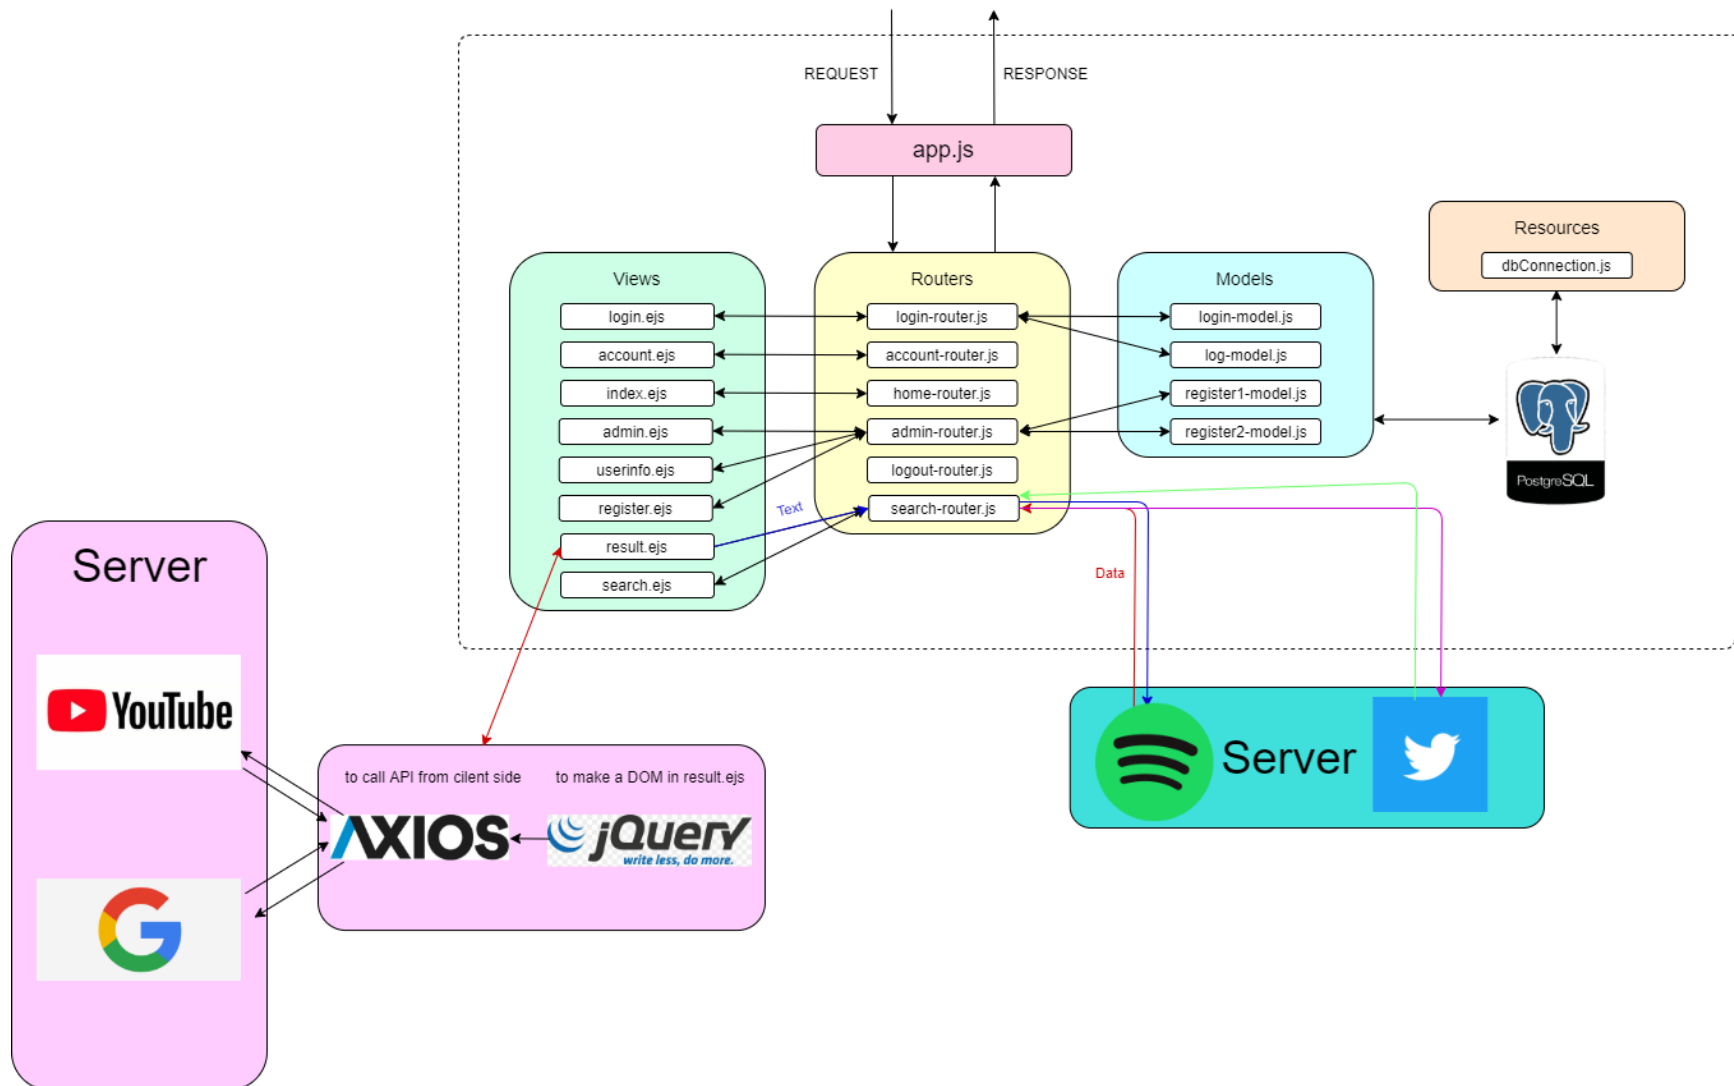 REQUEST
RESPONSE
app.js
Views
login.ejs
account.ejs
index.ejs
admin.ejs
userinfo.ejs
register.ejs
result.ejs
search.ejs
Text
Routers
login-router.js
account-router.js
home-router.js
admin-router.js
logout-router.js
search-router.js
Models
login-model.js
log-model.js
register1-model.js
register2-model.js
Resources
dbConnection.js
PostgreSQL
Data
Server
YouTube
G
to call API from cilent side
to make a DOM in result.ejs
AXIOS
jQuery
write less, do more.
Server